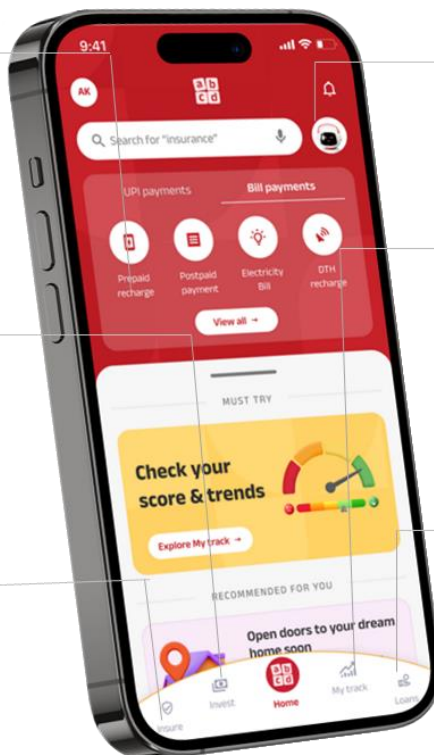 9:41
AK
a b
c d
Search for "insurance"
UPI payments
Bill payments
Prepaid
recharge
Postpaid
payment
Electricity
Bill
DTH
recharge
View all →
MUST TRY
Check your
score & trends
Explore My track →
RECOMMENDED FOR YOU
Open doors to your dream
home soon
Insure
Invest
a b
c d
Home
My track
Loans